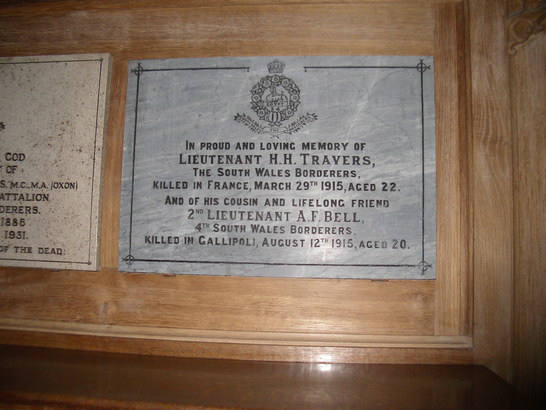 GOD
Y OF
S, M.C., M.A. (OXON)
ATTALION
DERERS.
1886
1931.
OF THE DEAD.
IN PROUD AND LOVING MEMORY OF
LIEUTENANT H.H. TRAVERS,
THE SOUTH WALES BORDERERS,
KILLED IN FRANCE, MARCH 29TH 1915, AGED 22.
AND OF HIS COUSIN AND LIFELONG FRIEND
2ND LIEUTENANT A.F. BELL,
4TH SOUTH WALES BORDERERS,
KILLED IN GALLIPOLI, AUGUST 12TH 1915, AGED 20.